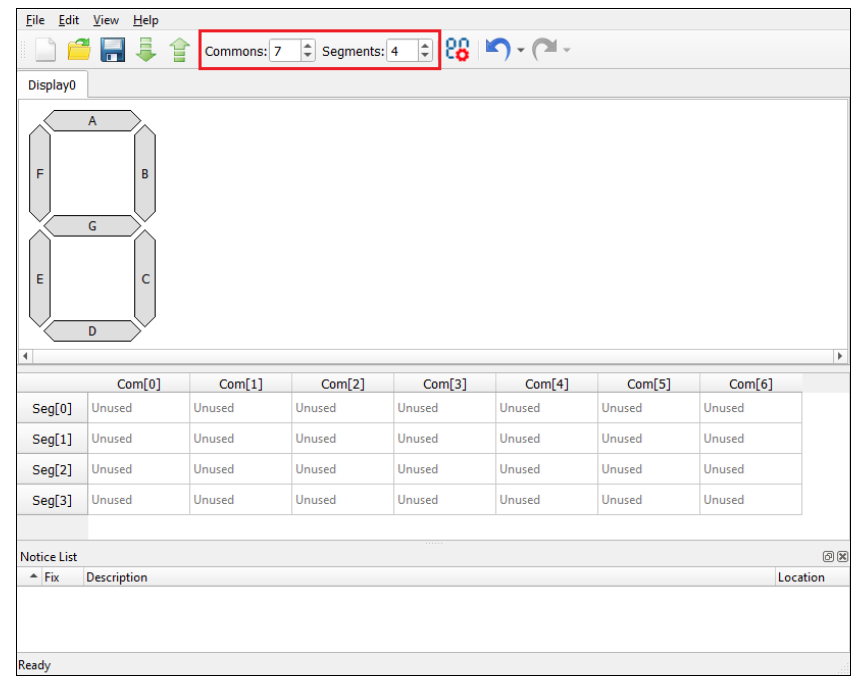 File Edit View Help
Commons: 7 Segments: 4
Display0
A
F B
G
E C
D
Com[0] Com[1] Com[2] Com[3] Com[4] Com[5] Com[6]
Seg[0] Unused Unused Unused Unused Unused Unused Unused
Seg[1] Unused Unused Unused Unused Unused Unused Unused
Seg[2] Unused Unused Unused Unused Unused Unused Unused
Seg[3] Unused Unused Unused Unused Unused Unused Unused
Notice List
Fix Description Location
Ready